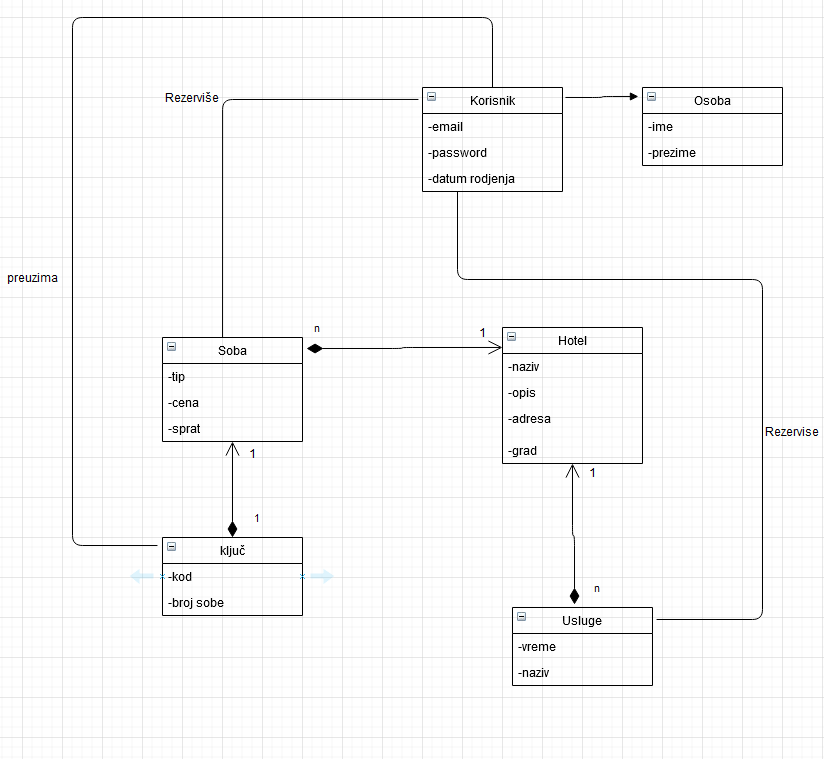 Rezerviše
Korisnik
-email
-password
-datum rodjenja
Osoba
-ime
-prezime
preuzima
n
1
Soba
-tip
-cena
-sprat
Hotel
-naziv
-opis
-adresa
-grad
Rezervise
1
1
1
ključ
-kod
-broj sobe
n
Usluge
-vreme
-naziv